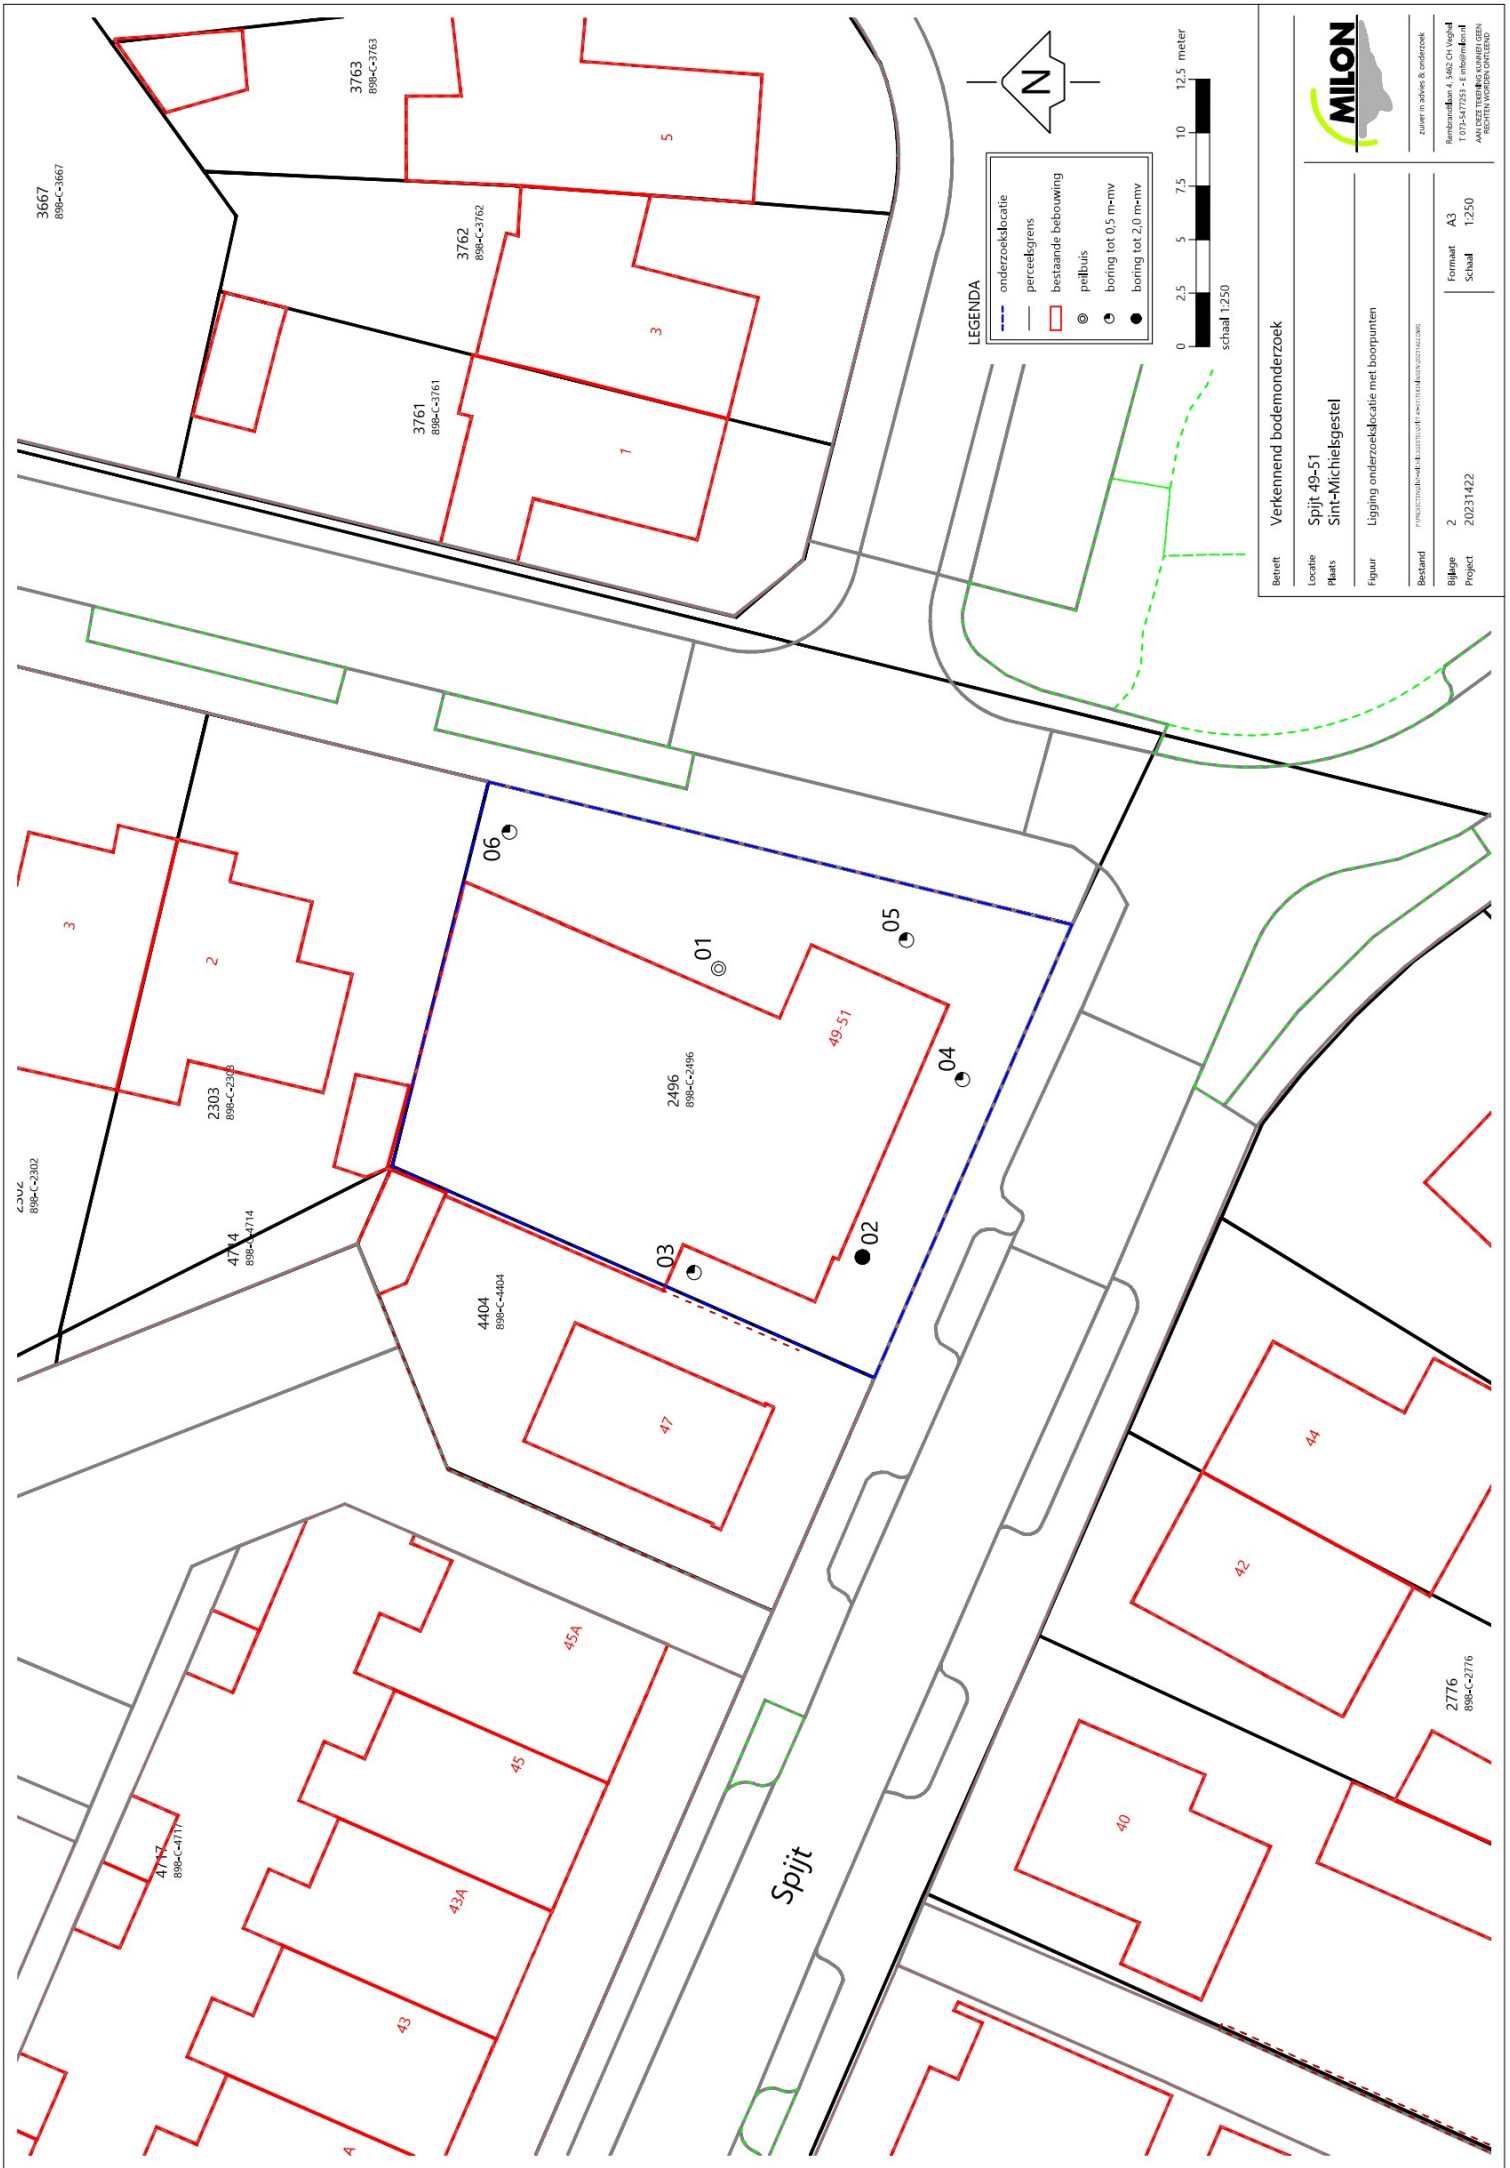 3667
898-C-3667
3763
898-C-3763
5
3762
898-C-3762
3
3761
898-C-3761
1
3
2
2303
898-C-2303
898-C-2302
4714
898-C-4714
4404
898-C-4404
47
06
01
05
49-51
2496
898-C-2496
04
03
02
45A
45
43A
43
A
4717
898-C-4717
Spijt
44
42
40
2776
898-C-2776
N
LEGENDA
onderzoekslocatie
perceelsgrens
bestaande bebouwing
peilbuis
boring tot 0,5 m-mv
boring tot 2,0 m-mv
0 2.5 5 7.5 10 12.5 meter
schaal 1:250
Betreft Verkennend bodemonderzoek
Locatie Spijt 49-51
Plaats Sint-Michielsgestel
Figuur Ligging onderzoekslocatie met boorpunten
Bestand
Bijlage 2
Project 20231422
Formaat A3
Schaal 1:250
MILON
zuiver in advies & onderzoek
Rembrandtlaan 4, 5462 CH Veghel
T 073-5477253 - E info@milon.nl
AAN DEZE TEKENING KUNNEN GEEN
RECHTEN WORDEN ONTLEEND